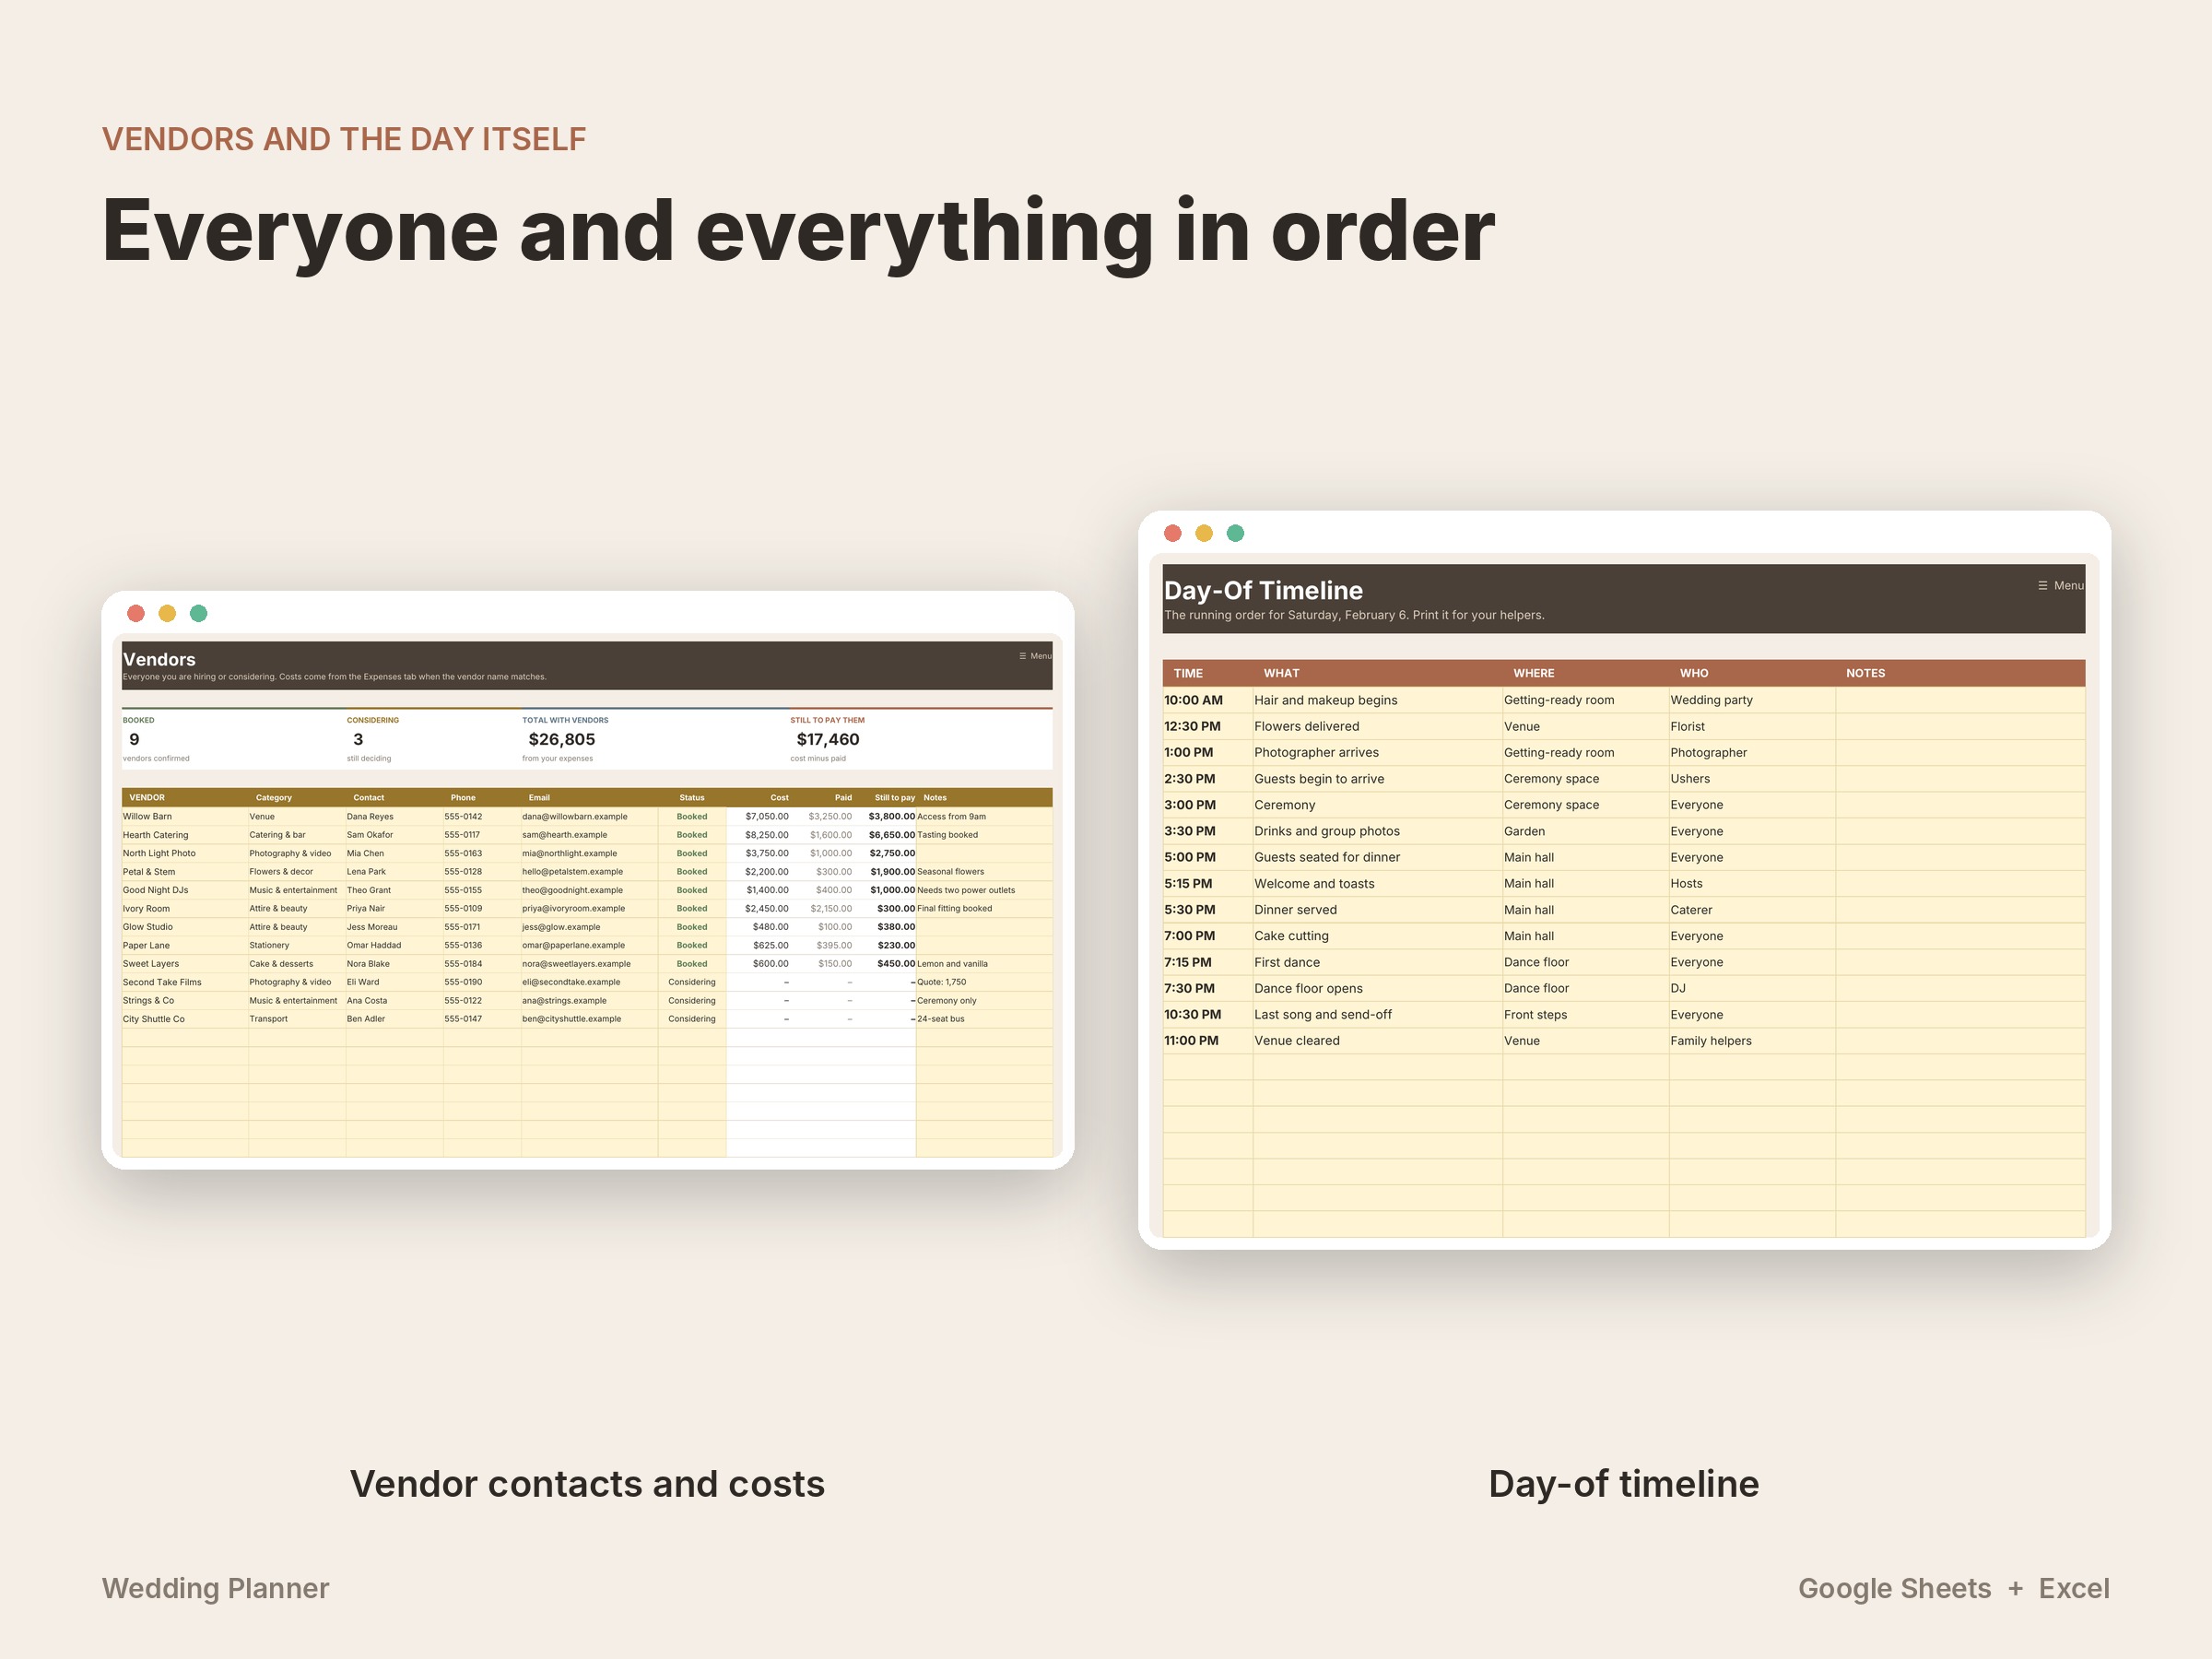 VENDORS AND THE DAY ITSELF
Everyone and everything in order
Vendors
☰ Menu
Everyone you are hiring or considering. Costs come from the Expenses tab when the vendor name matches.
BOOKED CONSIDERING TOTAL WITH VENDORS STILL TO PAY THEM
9 3 $26,805 $17,460
vendors confirmed still deciding from your expenses cost minus paid
VENDOR Category Contact Phone Email Status Cost Paid Still to pay Notes
Willow Barn Venue Dana Reyes 555-0142 dana@willowbarn.example Booked $7,050.00 $3,250.00 $3,800.00 Access from 9am
Hearth Catering Catering & bar Sam Okafor 555-0117 sam@hearth.example Booked $8,250.00 $1,600.00 $6,650.00 Tasting booked
North Light Photo Photography & video Mia Chen 555-0163 mia@northlight.example Booked $3,750.00 $1,000.00 $2,750.00
Petal & Stem Flowers & decor Lena Park 555-0128 hello@petalstem.example Booked $2,200.00 $300.00 $1,900.00 Seasonal flowers
Good Night DJs Music & entertainment Theo Grant 555-0155 theo@goodnight.example Booked $1,400.00 $400.00 $1,000.00 Needs two power outlets
Ivory Room Attire & beauty Priya Nair 555-0109 priya@ivoryroom.example Booked $2,450.00 $2,150.00 $300.00 Final fitting booked
Glow Studio Attire & beauty Jess Moreau 555-0171 jess@glow.example Booked $480.00 $100.00 $380.00
Paper Lane Stationery Omar Haddad 555-0136 omar@paperlane.example Booked $625.00 $395.00 $230.00
Sweet Layers Cake & desserts Nora Blake 555-0184 nora@sweetlayers.example Booked $600.00 $150.00 $450.00 Lemon and vanilla
Second Take Films Photography & video Eli Ward 555-0190 eli@secondtake.example Considering – – – Quote: 1,750
Strings & Co Music & entertainment Ana Costa 555-0122 ana@strings.example Considering – – – Ceremony only
City Shuttle Co Transport Ben Adler 555-0147 ben@cityshuttle.example Considering – – – 24-seat bus
Day-Of Timeline
☰ Menu
The running order for Saturday, February 6. Print it for your helpers.
TIME WHAT WHERE WHO NOTES
10:00 AM Hair and makeup begins Getting-ready room Wedding party
12:30 PM Flowers delivered Venue Florist
1:00 PM Photographer arrives Getting-ready room Photographer
2:30 PM Guests begin to arrive Ceremony space Ushers
3:00 PM Ceremony Ceremony space Everyone
3:30 PM Drinks and group photos Garden Everyone
5:00 PM Guests seated for dinner Main hall Everyone
5:15 PM Welcome and toasts Main hall Hosts
5:30 PM Dinner served Main hall Caterer
7:00 PM Cake cutting Main hall Everyone
7:15 PM First dance Dance floor Everyone
7:30 PM Dance floor opens Dance floor DJ
10:30 PM Last song and send-off Front steps Everyone
11:00 PM Venue cleared Venue Family helpers
Vendor contacts and costs
Day-of timeline
Wedding Planner
Google Sheets + Excel